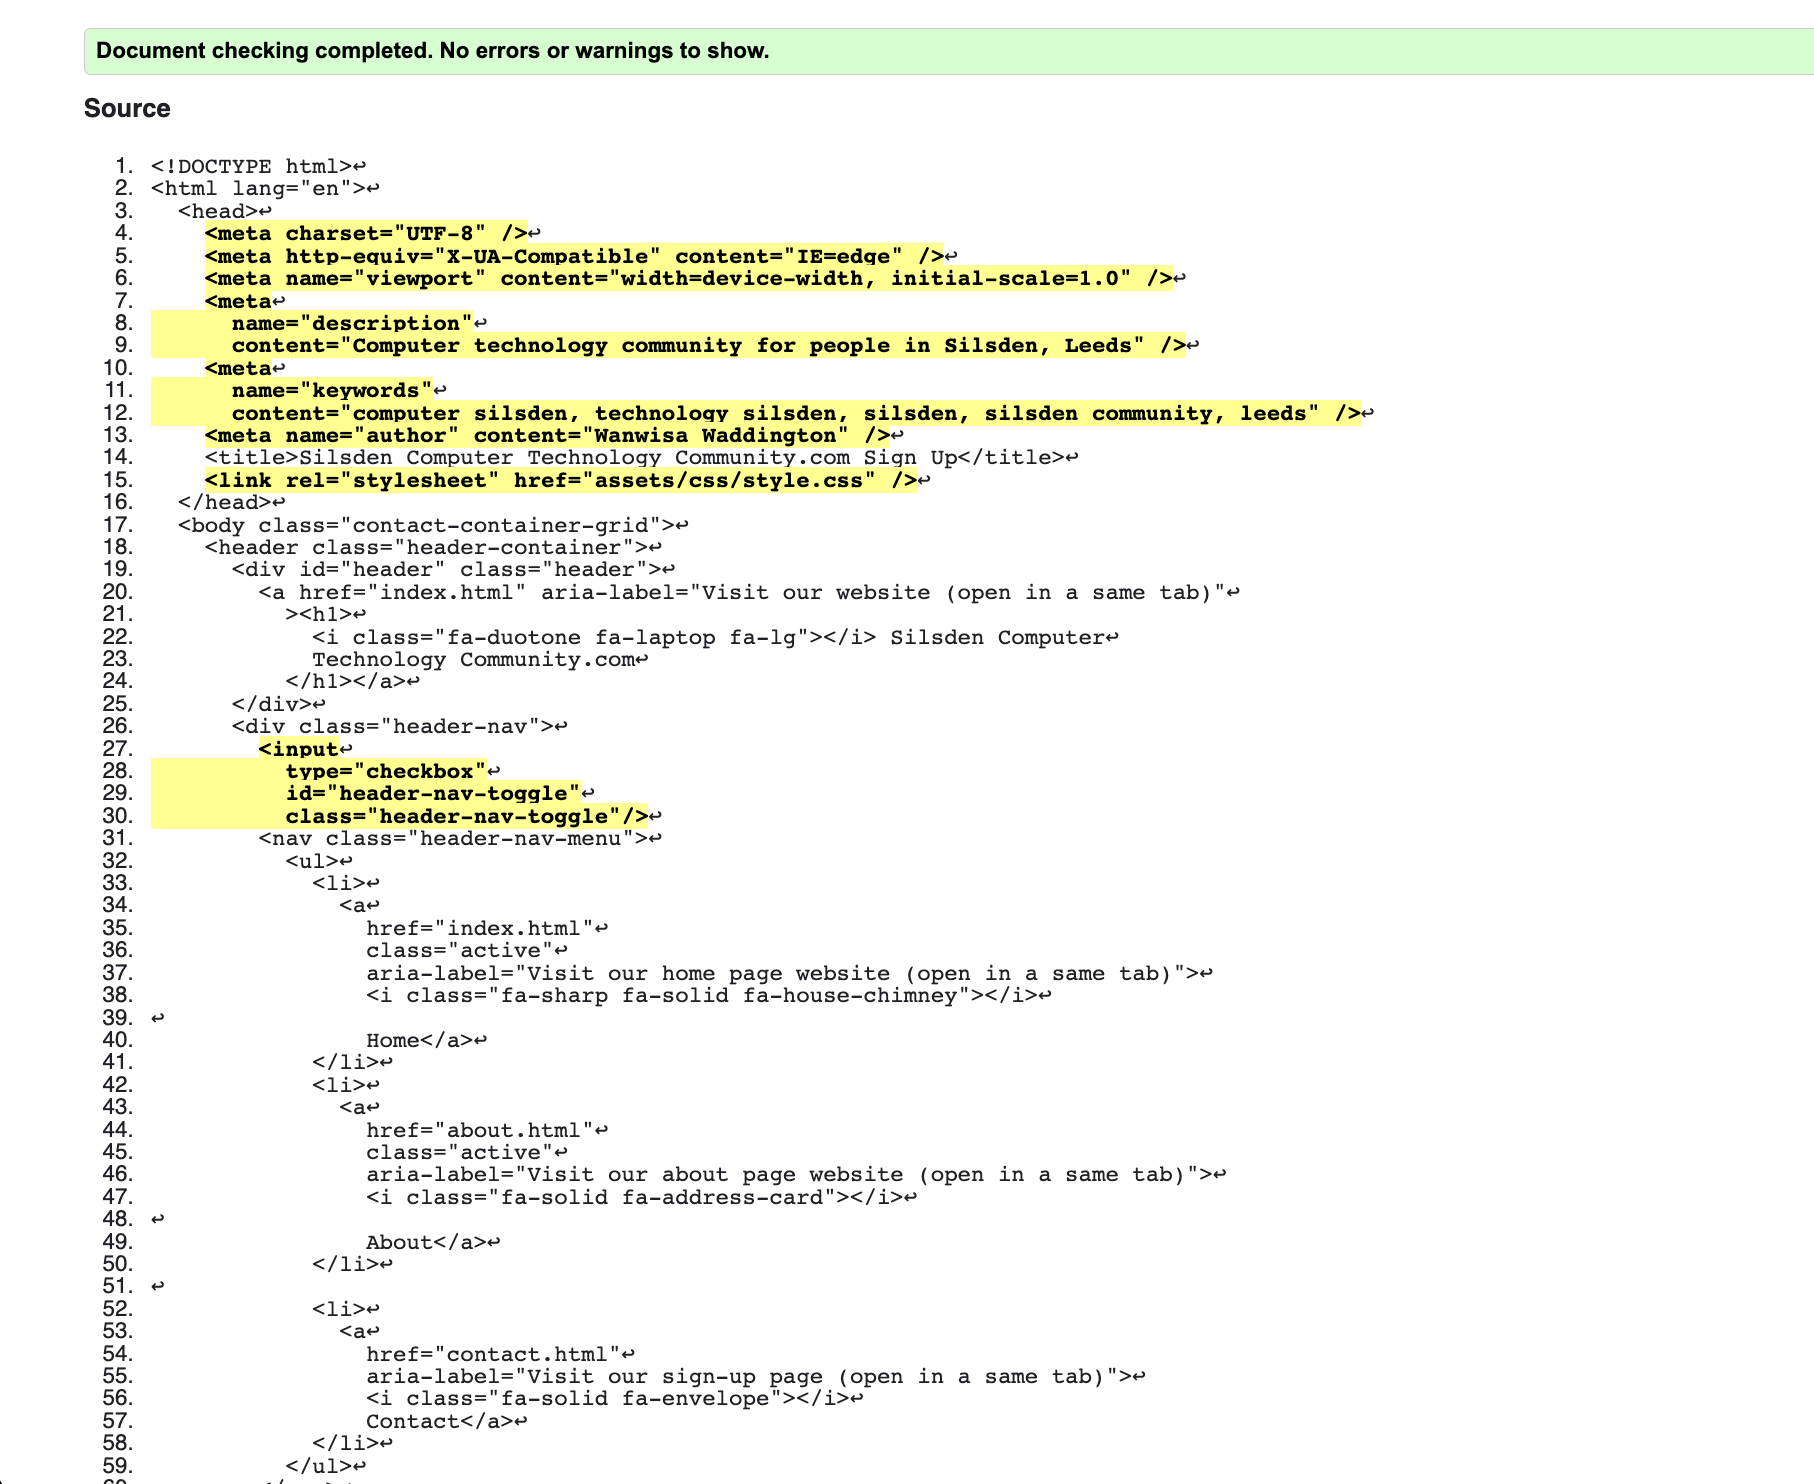 Document checking completed. No errors or warnings to show.
Source
1. <!DOCTYPE html>↩
2. <html lang="en">↩
3. <head>↩
4. <meta charset="UTF-8" />↩
5. <meta http-equiv="X-UA-Compatible" content="IE=edge" />↩
6. <meta name="viewport" content="width=device-width, initial-scale=1.0" />↩
7. <meta↩
8. name="description"↩
9. content="Computer technology community for people in Silsden, Leeds" />↩
10. <meta↩
11. name="keywords"↩
12. content="computer silsden, technology silsden, silsden, silsden community, leeds" />↩
13. <meta name="author" content="Wanwisa Waddington" />↩
14. <title>Silsden Computer Technology Community.com Sign Up</title>↩
15. <link rel="stylesheet" href="assets/css/style.css" />↩
16. </head>↩
17. <body class="contact-container-grid">↩
18. <header class="header-container">↩
19. <div id="header" class="header">↩
20. <a href="index.html" aria-label="Visit our website (open in a same tab)"↩
21. ><h1>↩
22. <i class="fa-duotone fa-laptop fa-lg"></i> Silsden Computer↩
23. Technology Community.com↩
24. </h1></a>↩
25. </div>↩
26. <div class="header-nav">↩
27. <input↩
28. type="checkbox"↩
29. id="header-nav-toggle"↩
30. class="header-nav-toggle"/>↩
31. <nav class="header-nav-menu">↩
32. <ul>↩
33. <li>↩
34. <a↩
35. href="index.html"↩
36. class="active"↩
37. aria-label="Visit our home page website (open in a same tab)">↩
38. <i class="fa-sharp fa-solid fa-house-chimney"></i>↩
39. ↩
40. Home</a>↩
41. </li>↩
42. <li>↩
43. <a↩
44. href="about.html"↩
45. class="active"↩
46. aria-label="Visit our about page website (open in a same tab)">↩
47. <i class="fa-solid fa-address-card"></i>↩
48. ↩
49. About</a>↩
50. </li>↩
51. ↩
52. <li>↩
53. <a↩
54. href="contact.html"↩
55. aria-label="Visit our sign-up page (open in a same tab)">↩
56. <i class="fa-solid fa-envelope"></i>↩
57. Contact</a>↩
58. </li>↩
59. </ul>↩